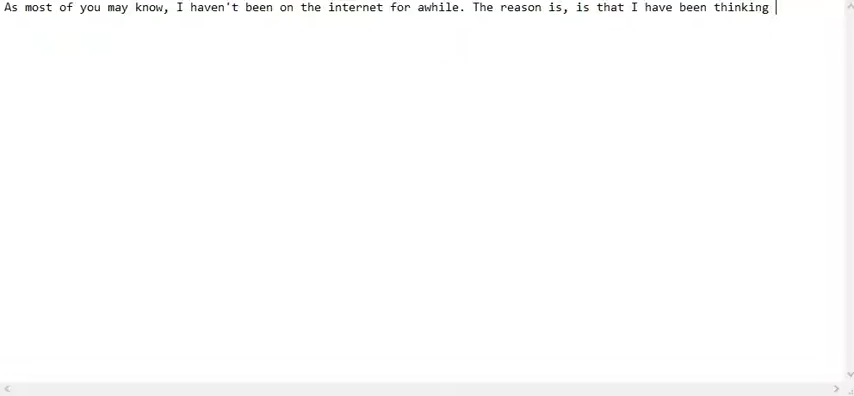 As most of you may know, I haven't been on the internet for awhile. The reason is, is that I have been thinking